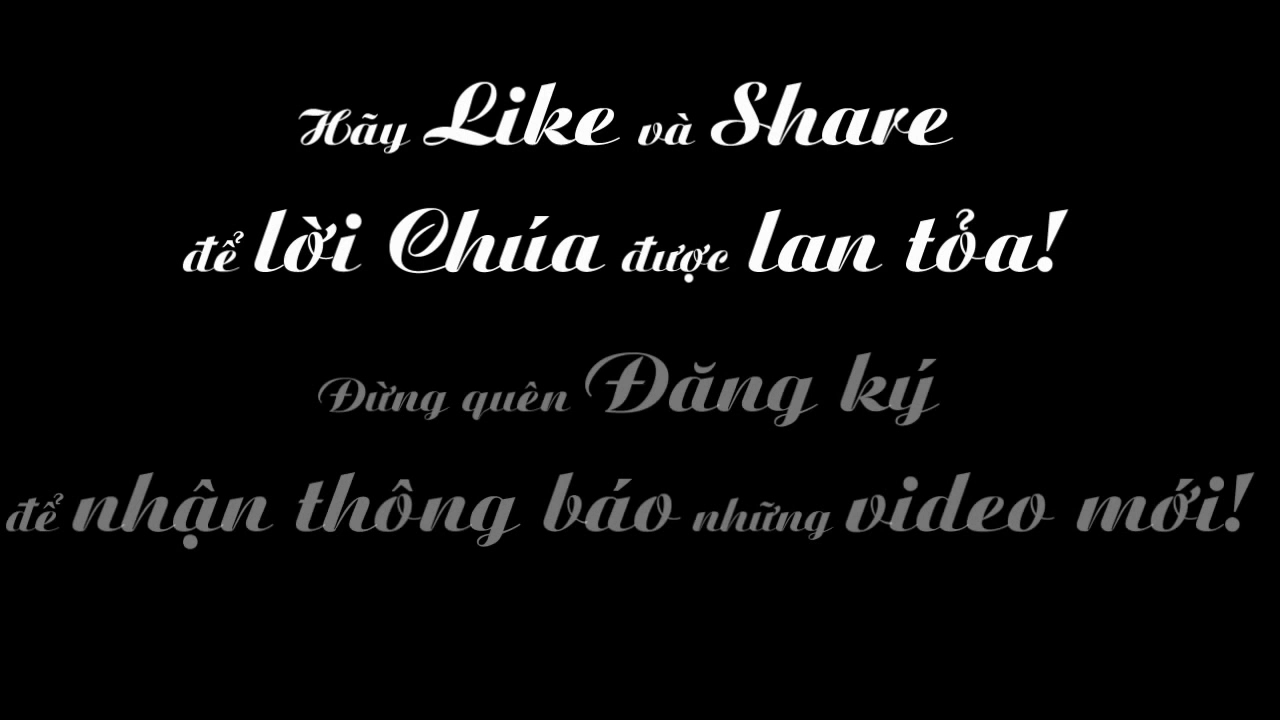 Hãy Like và Share
để lời Chúa được lan tỏa!
Đừng quên Đăng ký
để nhận thông báo những video mới!